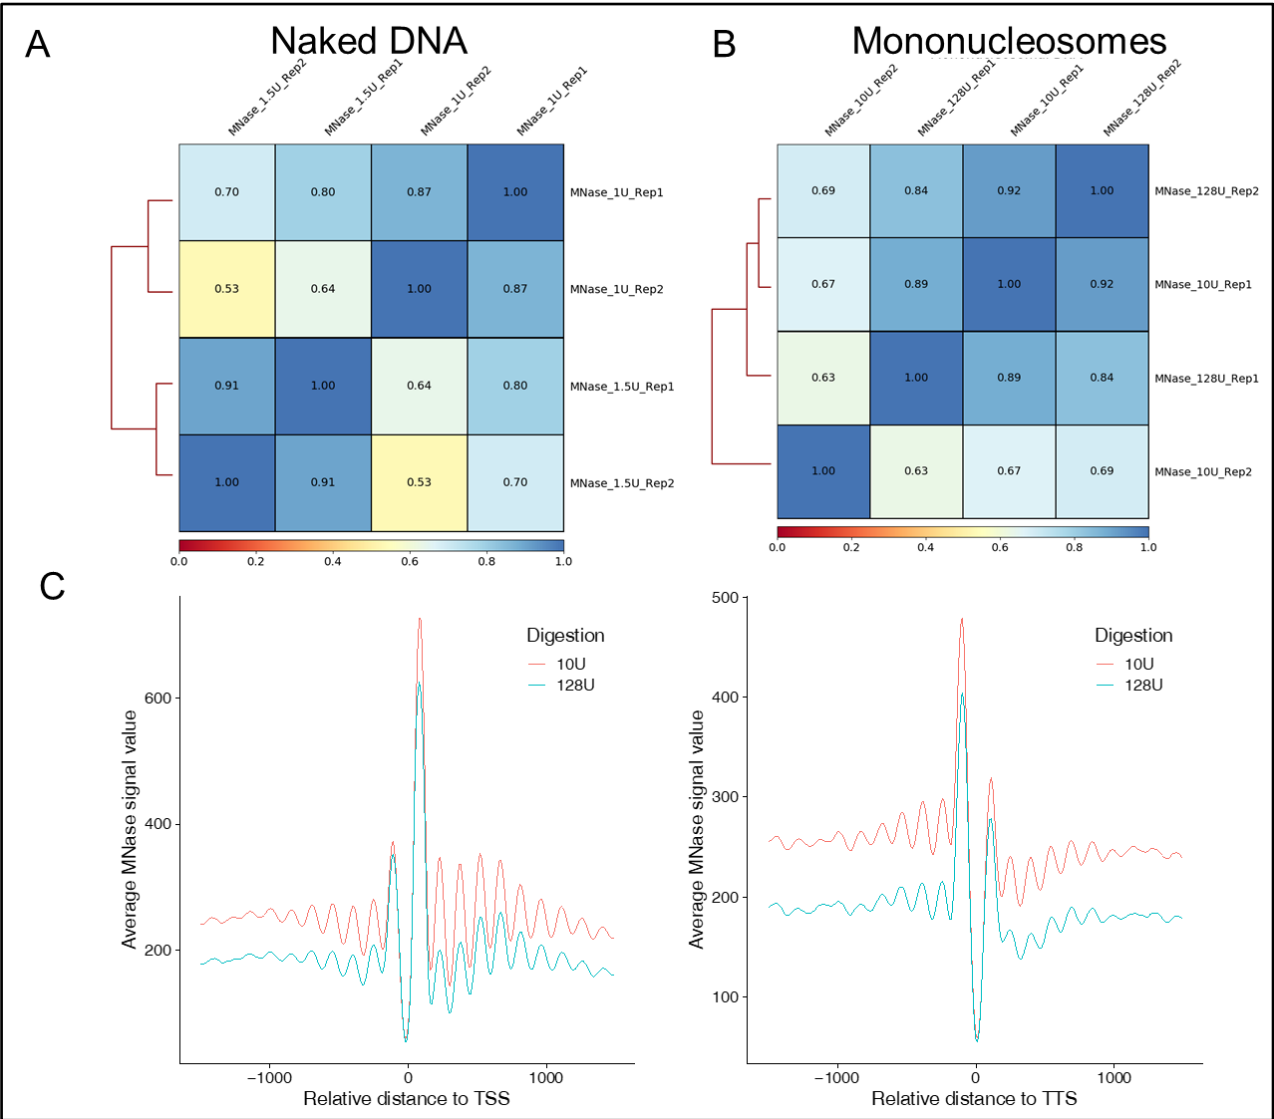 A
Naked DNA
MNase_1.5U_Rep2
MNase_1.5U_Rep1
MNase_1U_Rep2
MNase_1U_Rep1
0.70 0.80 0.87 1.00 MNase_1U_Rep1
0.53 0.64 1.00 0.87 MNase_1U_Rep2
0.91 1.00 0.64 0.80 MNase_1.5U_Rep1
1.00 0.91 0.53 0.70 MNase_1.5U_Rep2
0.0 0.2 0.4 0.6 0.8 1.0
B
Mononucleosomes
MNase_10U_Rep2
MNase_128U_Rep1
MNase_10U_Rep1
MNase_128U_Rep2
0.69 0.84 0.92 1.00 MNase_128U_Rep2
0.67 0.89 1.00 0.92 MNase_10U_Rep1
0.63 1.00 0.89 0.84 MNase_128U_Rep1
1.00 0.63 0.67 0.69 MNase_10U_Rep2
0.0 0.2 0.4 0.6 0.8 1.0
C
Average MNase signal value
600
400
200
Digestion
10U
128U
−1000 0 1000
Relative distance to TSS
Average MNase signal value
500
400
300
200
100
Digestion
10U
128U
−1000 0 1000
Relative distance to TTS